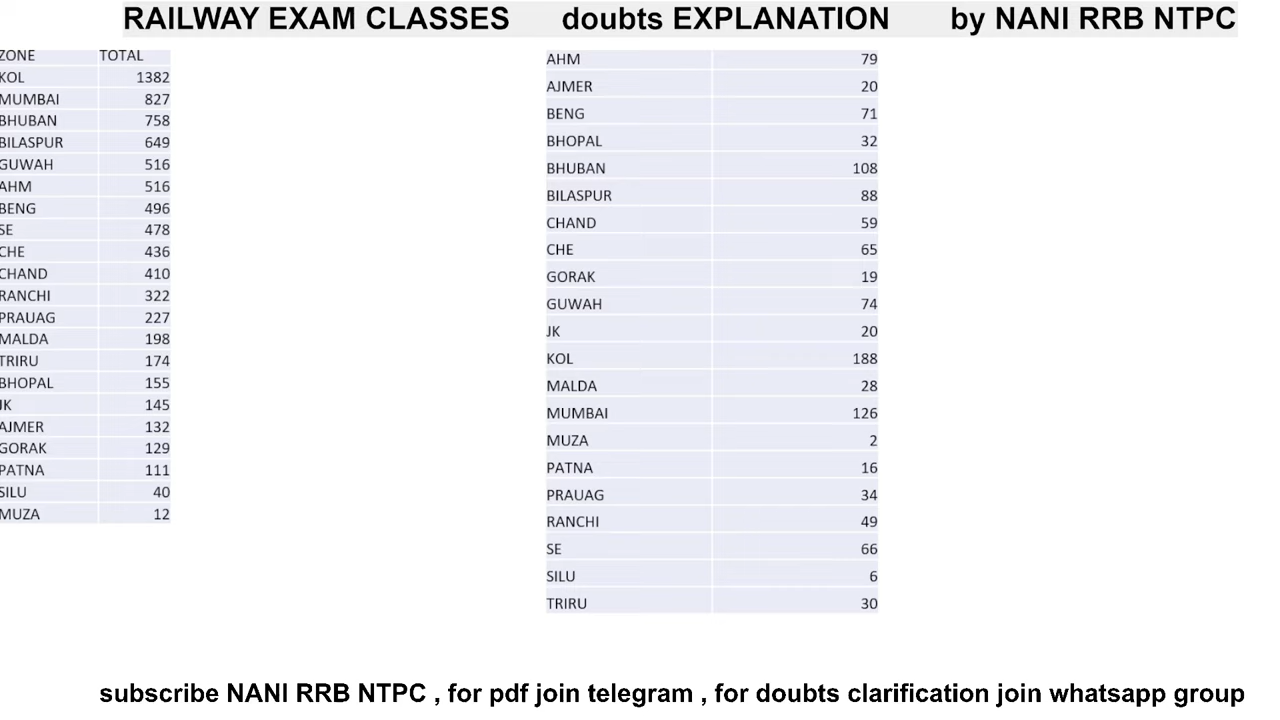 RAILWAY EXAM CLASSES doubts EXPLANATION by NANI RRB NTPC
ZONE TOTAL
KOL 1382
MUMBAI 827
BHUBAN 758
BILASPUR 649
GUWAH 516
AHM 516
BENG 496
SE 478
CHE 436
CHAND 410
RANCHI 322
PRAUAG 227
MALDA 198
TRIRU 174
BHOPAL 155
JK 145
AJMER 132
GORAK 129
PATNA 111
SILU 40
MUZA 12
AHM 79
AJMER 20
BENG 71
BHOPAL 32
BHUBAN 108
BILASPUR 88
CHAND 59
CHE 65
GORAK 19
GUWAH 74
JK 20
KOL 188
MALDA 28
MUMBAI 126
MUZA 2
PATNA 16
PRAUAG 34
RANCHI 49
SE 66
SILU 6
TRIRU 30
subscribe NANI RRB NTPC , for pdf join telegram , for doubts clarification join whatsapp group